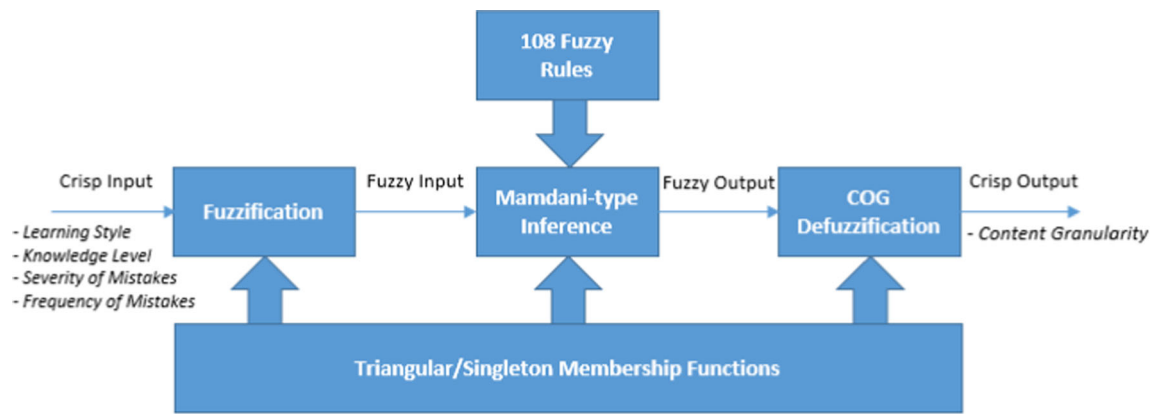 108 Fuzzy
Rules
Crisp Input
Fuzzification
Fuzzy Input
Mamdani-type
Inference
Fuzzy Output
COG
Defuzzification
Crisp Output
- Learning Style
- Knowledge Level
- Severity of Mistakes
- Frequency of Mistakes
- Content Granularity
Triangular/Singleton Membership Functions